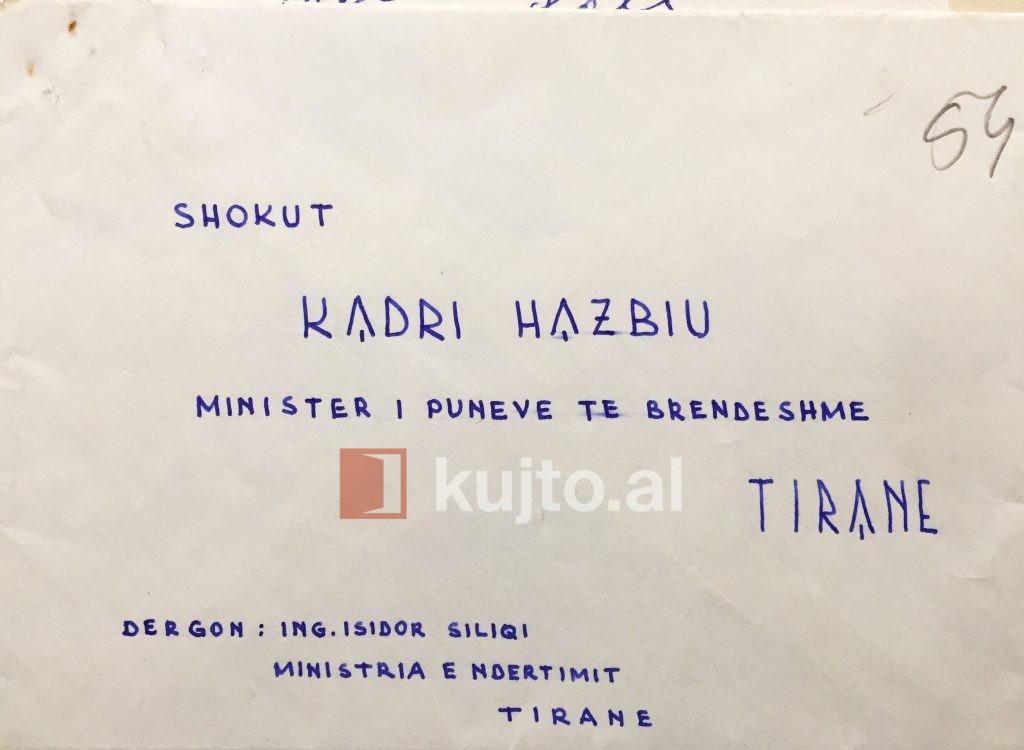 54
SHOKUT
KADRI HAZBIU
MINISTER I PUNEVE TE BRENDESHME
kujto.al
TIRANE
DERGON: ING. ISIDOR SILIQI
MINISTRIA E NDERTIMIT
TIRANE